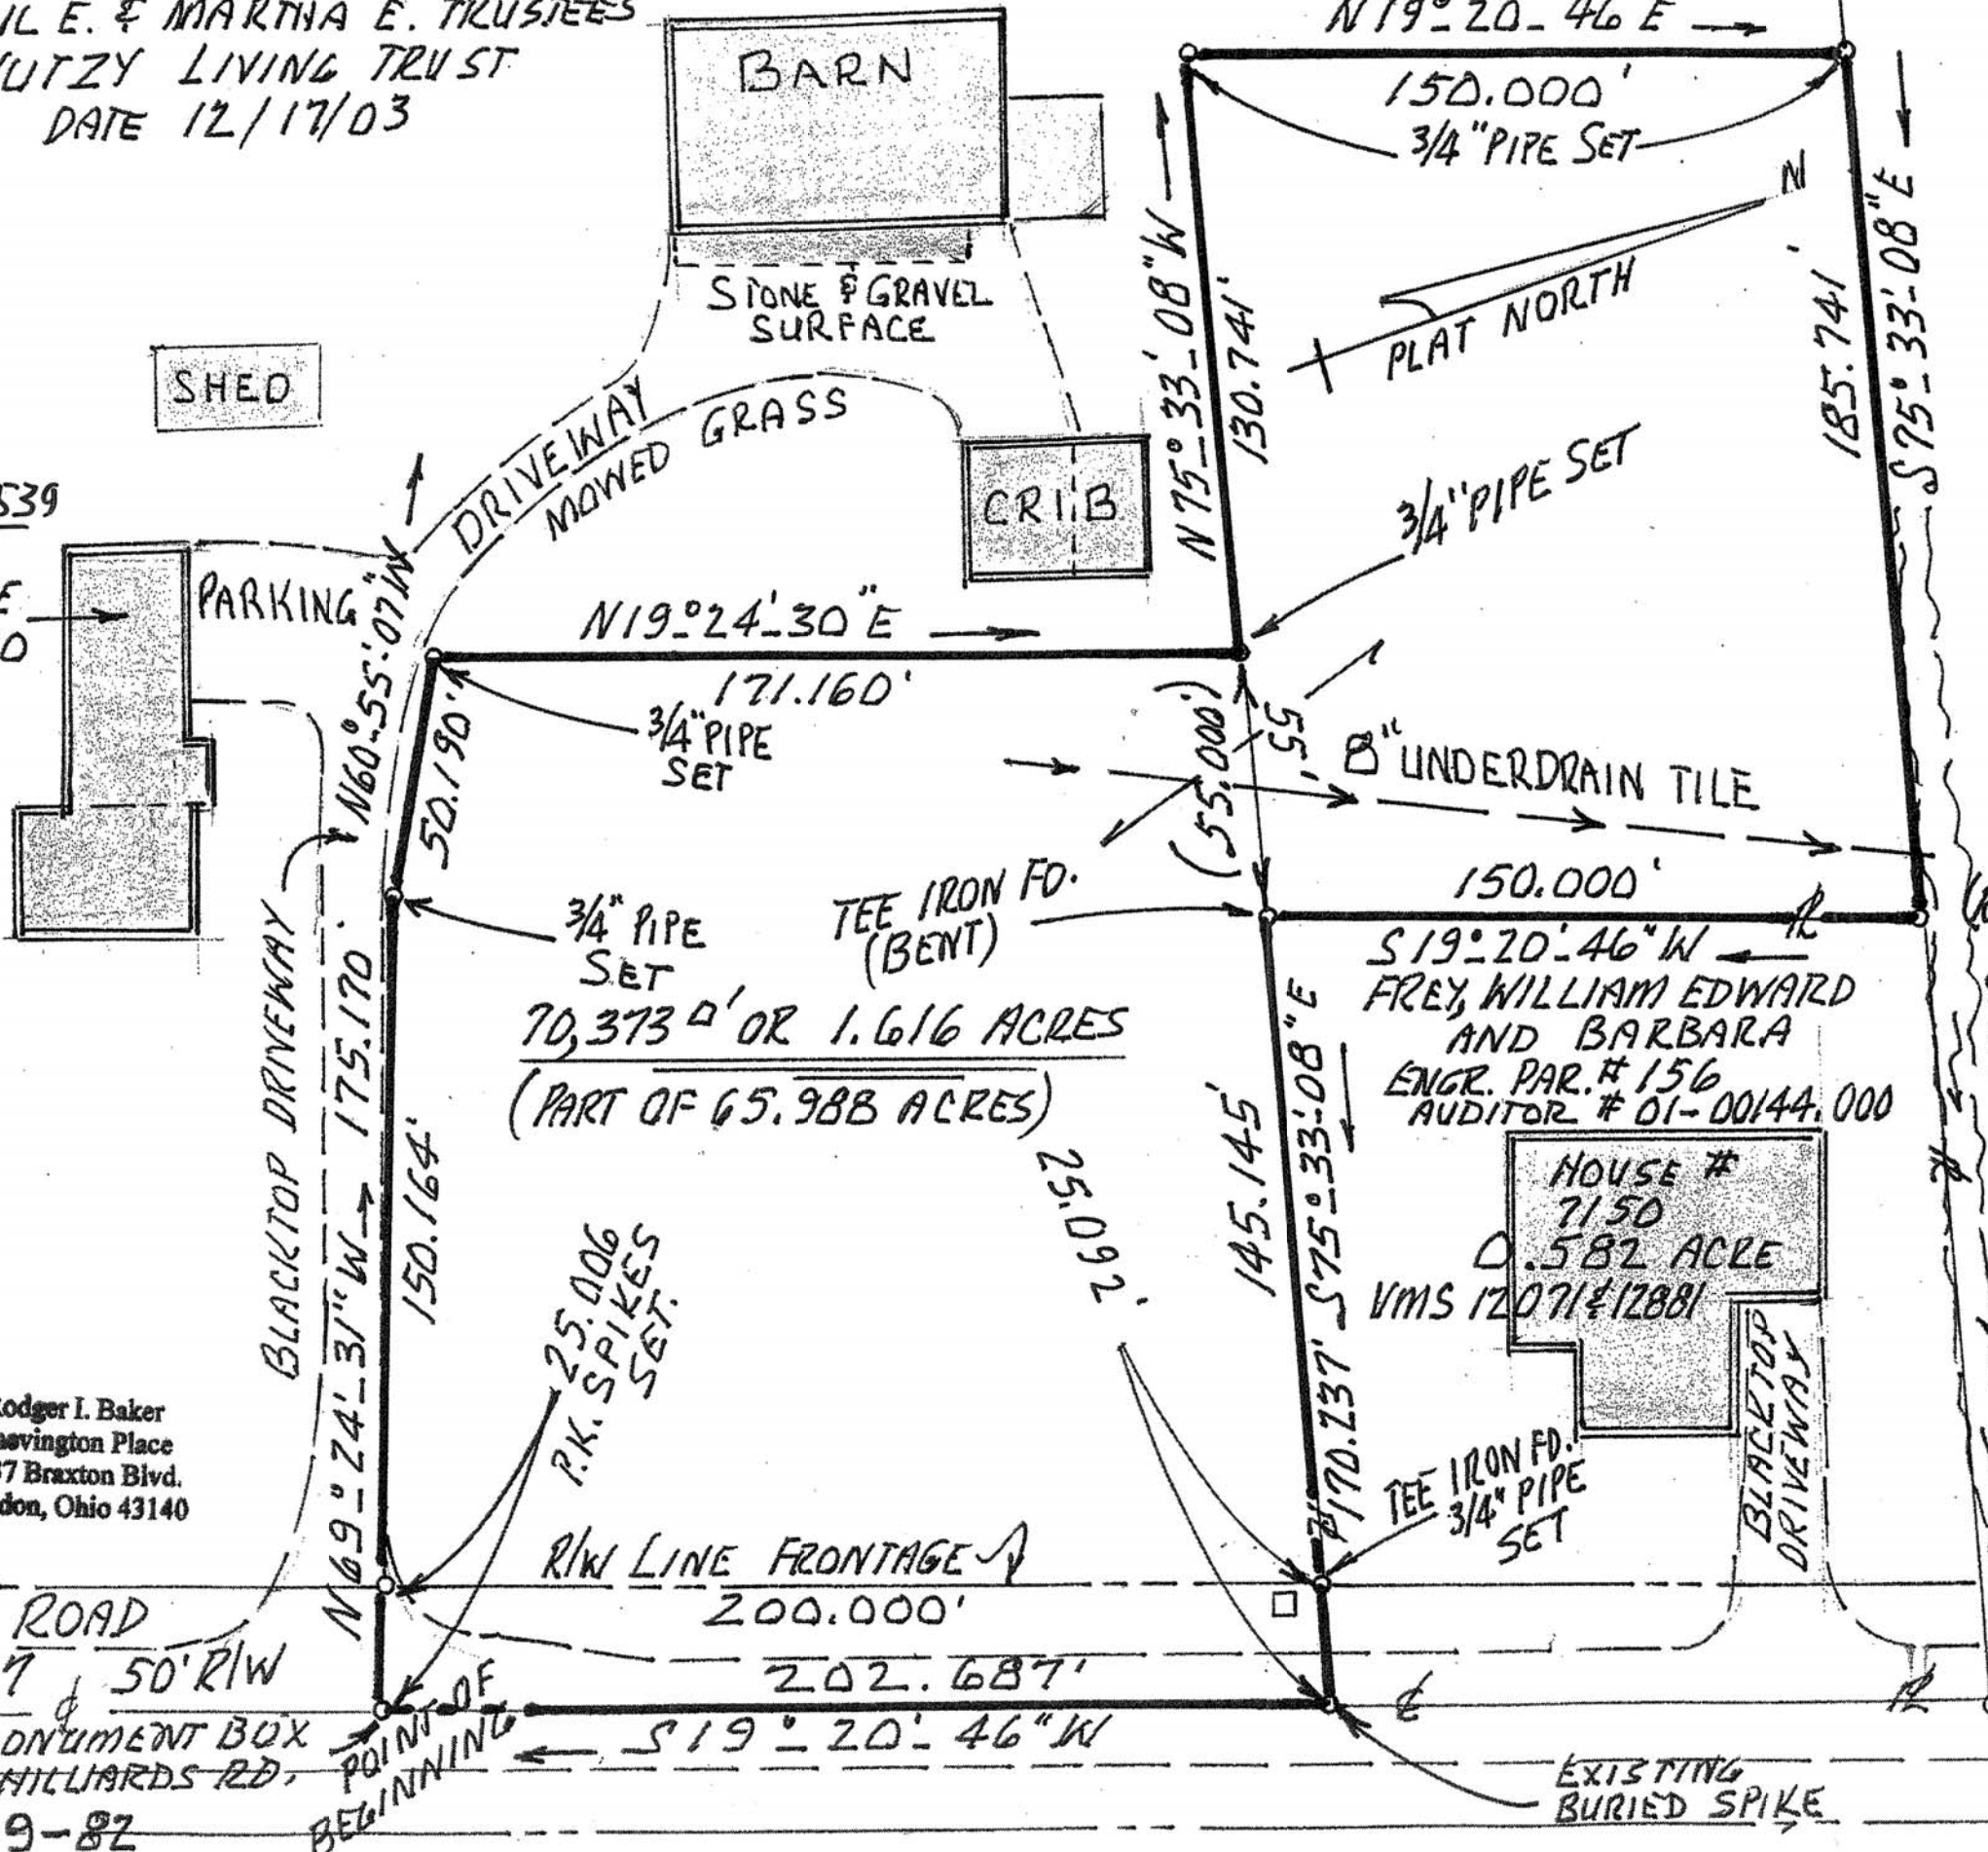 IL E. & MARTHA E. TRUSTEES
UTZY LIVING TRUST
DATE 12/17/03
BARN
N19°-20-46 E
150.000'
3/4" PIPE SET
N
PLAT NORTH
STONE & GRAVEL
SURFACE
SHED
DRIVEWAY
MOWED GRASS
CRIB
N75°-33'-08"W
130.741'
185.741'
S75°-33'-08"E
3/4" PIPE SET
539
E
O
PARKING
N60°-55'-07"W
N19°-24'-30"E
171.160'
50.190'
3/4" PIPE
SET
(55.000')
55'
8" UNDERDRAIN TILE
3/4" PIPE
SET
TEE IRON FD.
(BENT)
150.000'
S19°-20'-46"W
FREY, WILLIAM EDWARD
AND BARBARA
ENGR. PAR. # 156
AUDITOR # 01-00144.000
70,373 □' OR 1.616 ACRES
(PART OF 65.988 ACRES)
BLACKTOP DRIVEWAY
N69°-24'-31"W 175.170'
150.164'
25.006
P.K. SPIKES
SET.
25.092'
145.145'
170.237' S75°-33'-08"E
HOUSE #
7150
0.582 ACRE
VMS 12071 & 12881
BLACKTOP
DRIVEWAY
TEE IRON FD.
3/4" PIPE
SET
odger I. Baker
avington Place
37 Braxton Blvd.
don, Ohio 43140
R/W LINE FRONTAGE
200.000'
ROAD
7 50' R/W
202.687'
S19°-20'-46"W
ONUMENT BOX
HILLIARDS RD.
9-82
POINT OF
BEGINNING
EXISTING
BURIED SPIKE